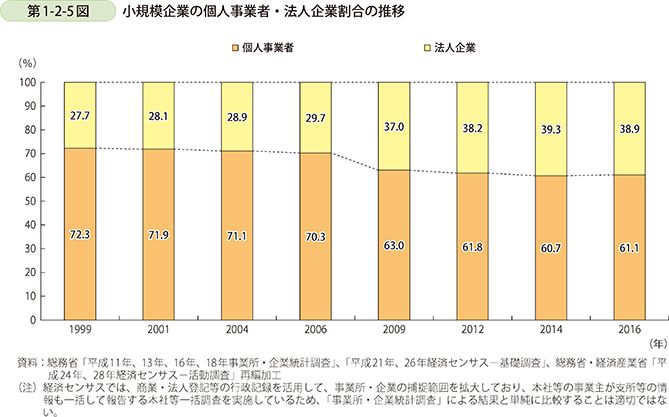 第1-2-5図 小規模企業の個人事業者・法人企業割合の推移
個人事業者 法人企業
(%)
100
90
80
70
60
50
40
30
20
10
0
27.7 28.1 28.9 29.7 37.0 38.2 39.3 38.9
72.3 71.9 71.1 70.3 63.0 61.8 60.7 61.1
1999 2001 2004 2006 2009 2012 2014 2016
(年)
資料：総務省「平成11年、13年、16年、18年事業所・企業統計調査」、「平成21年、26年経済センサス－基礎調査」、総務省・経済産業省「平
成24年、28年経済センサス－活動調査」再編加工
（注）経済センサスでは、商業・法人登記等の行政記録を活用して、事業所・企業の捕捉範囲を拡大しており、本社等の事業主が支所等の情
報も一括して報告する本社等一括調査を実施しているため、「事業所・企業統計調査」による結果と単純に比較することは適切ではな
い。